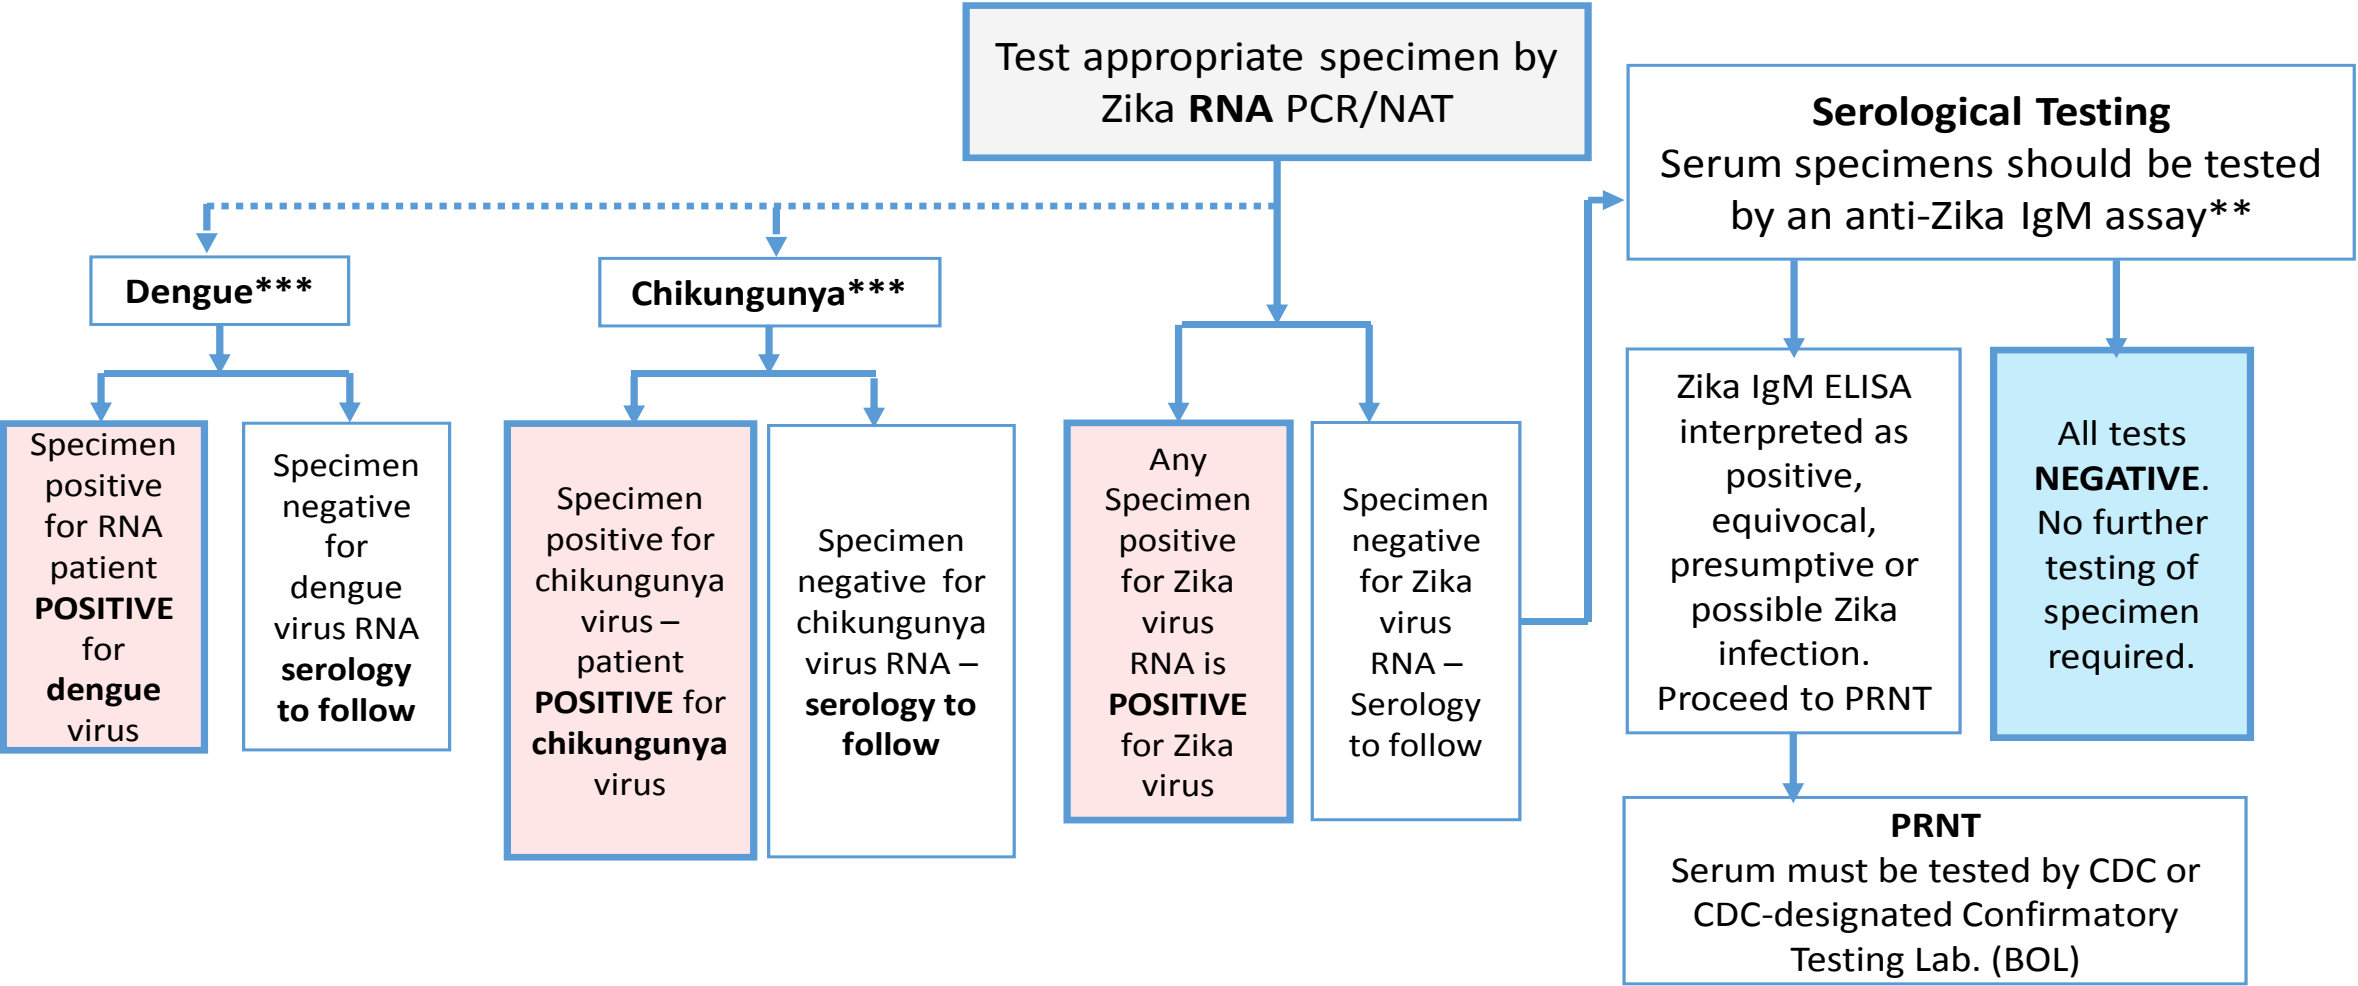 Test appropriate specimen by
Zika RNA PCR/NAT
Serological Testing
Serum specimens should be tested
by an anti-Zika IgM assay**
Dengue***
Chikungunya***
Specimen
positive
for RNA
patient
POSITIVE
for
dengue
virus
Specimen
negative
for
dengue
virus RNA
serology
to follow
Specimen
positive for
chikungunya
virus –
patient
POSITIVE for
chikungunya
virus
Specimen
negative for
chikungunya
virus RNA –
serology to
follow
Any
Specimen
positive
for Zika
virus
RNA is
POSITIVE
for Zika
virus
Specimen
negative
for Zika
virus
RNA –
Serology
to follow
Zika IgM ELISA
interpreted as
positive,
equivocal,
presumptive or
possible Zika
infection.
Proceed to PRNT
All tests
NEGATIVE.
No further
testing of
specimen
required.
PRNT
Serum must be tested by CDC or
CDC-designated Confirmatory
Testing Lab. (BOL)